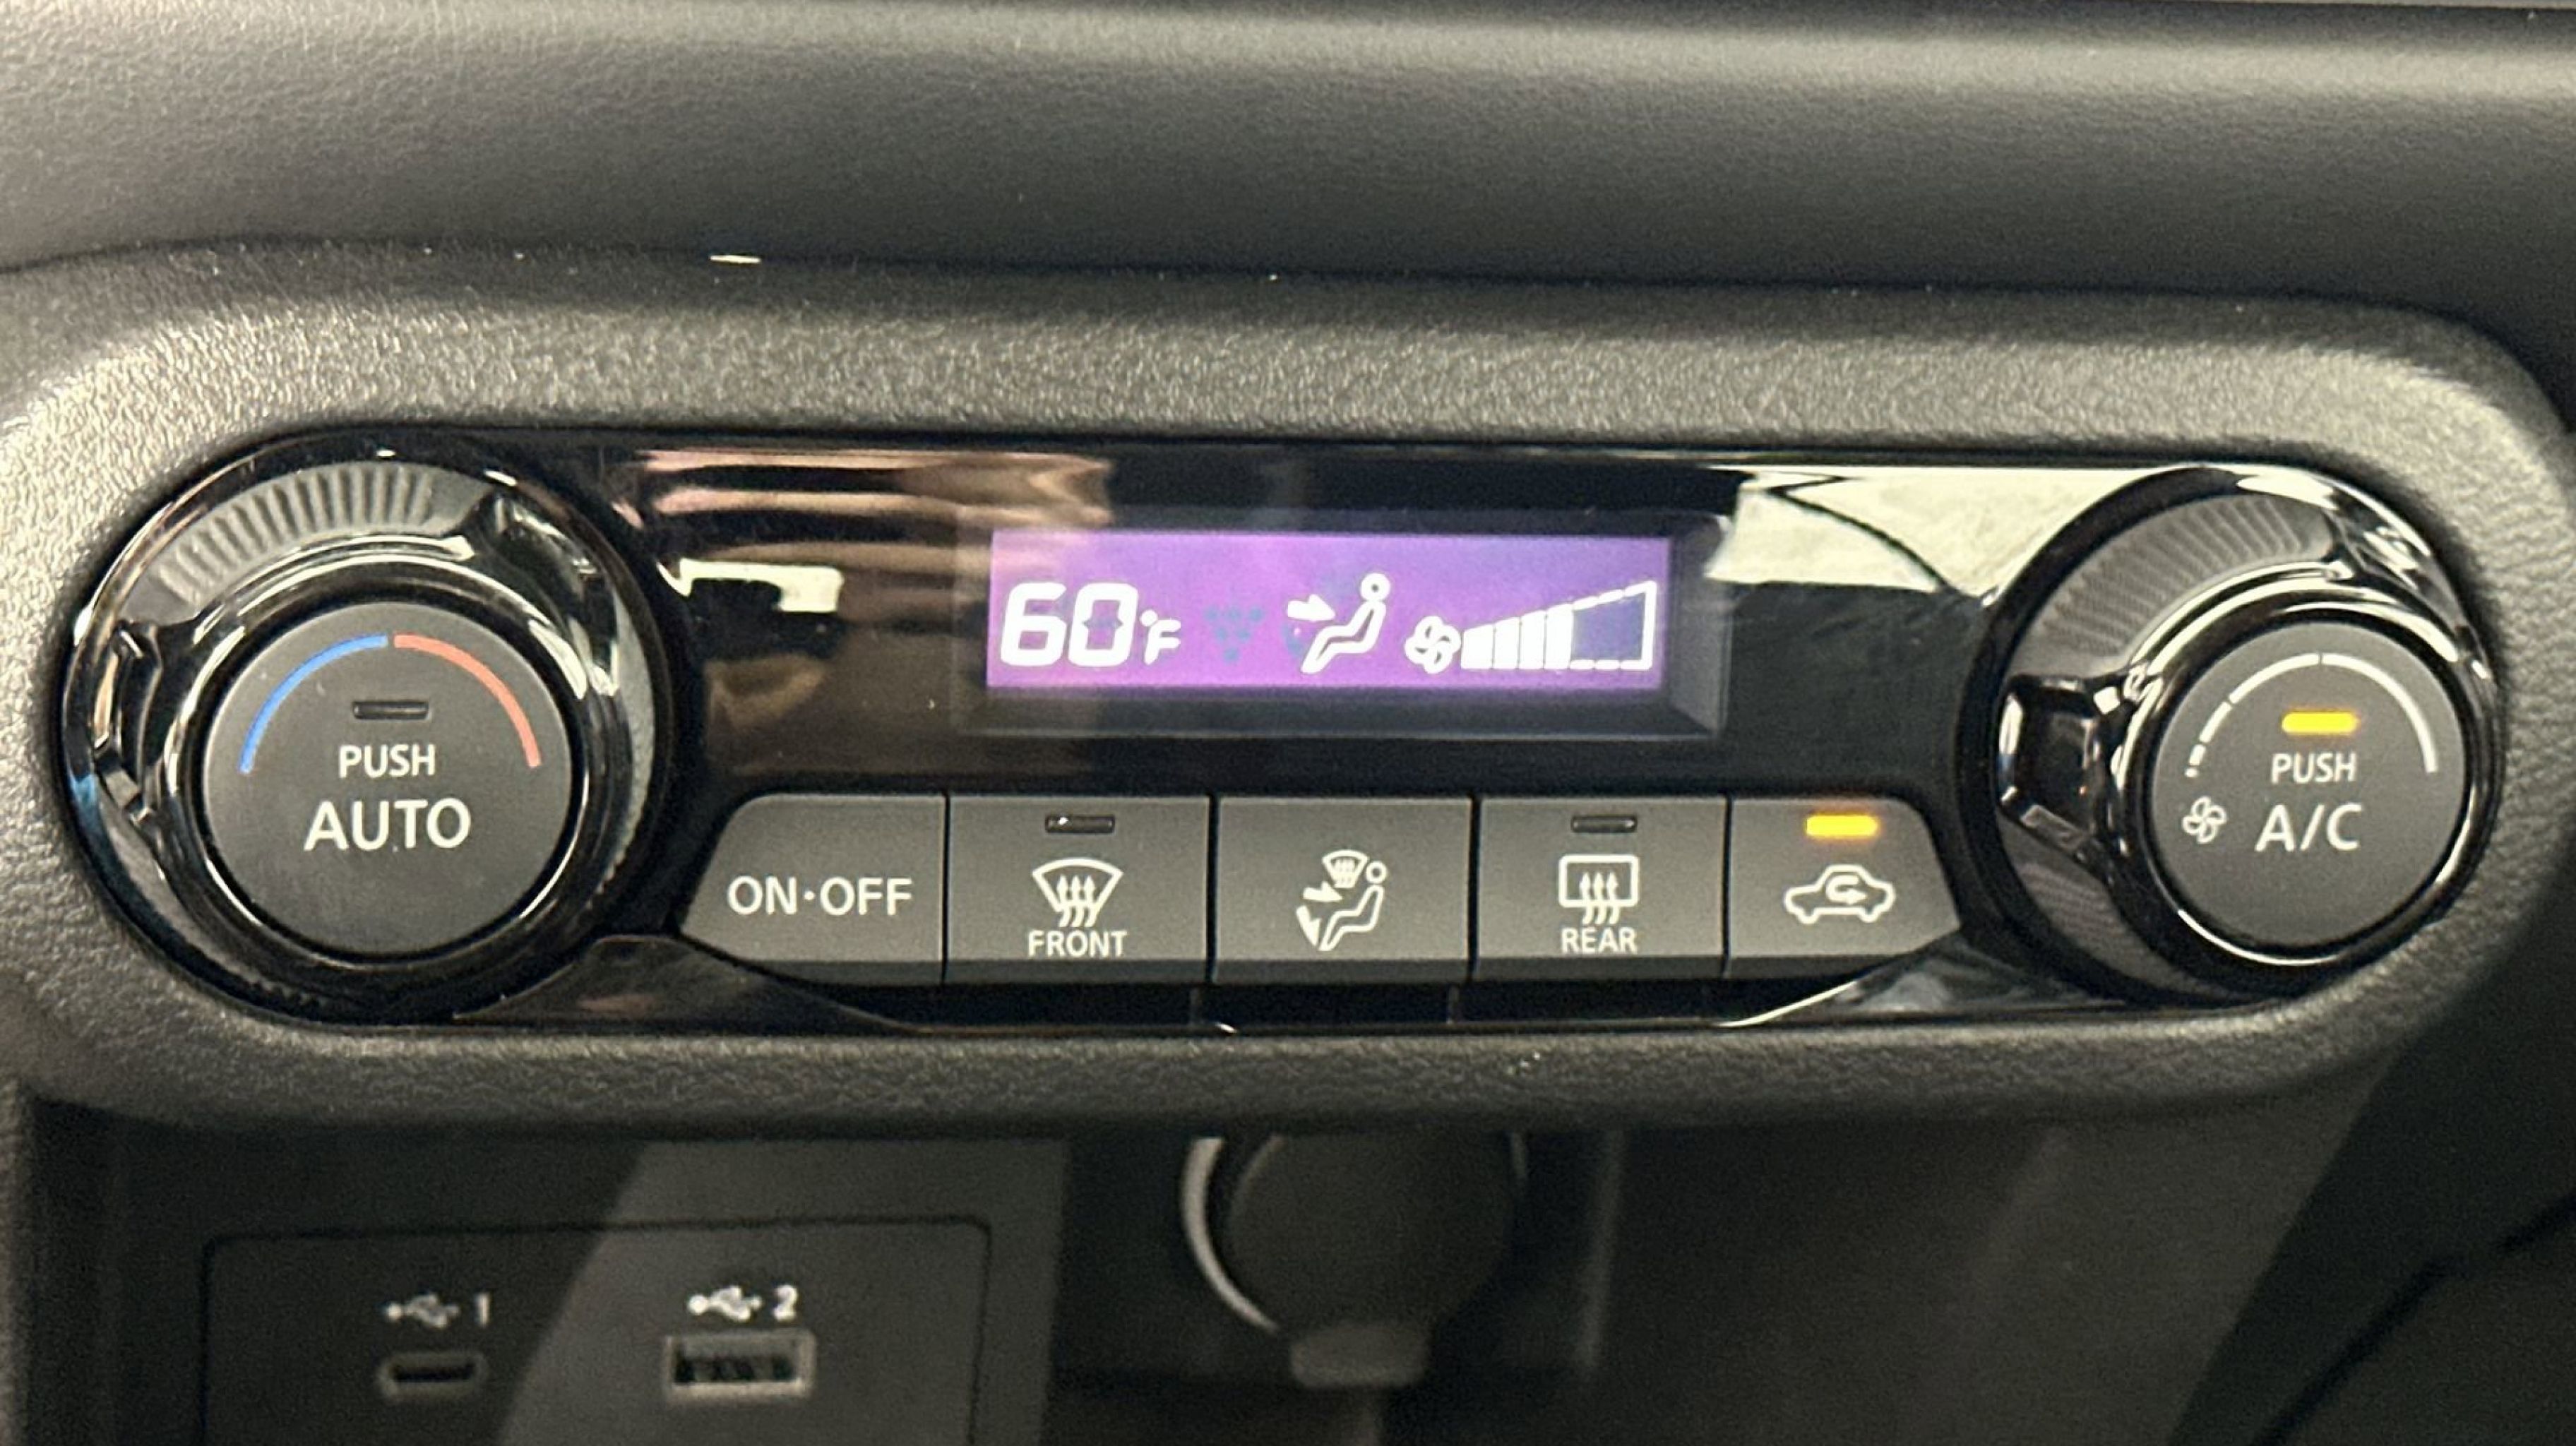 60°F
PUSH
AUTO
PUSH
A/C
ON·OFF
FRONT
REAR
1
2